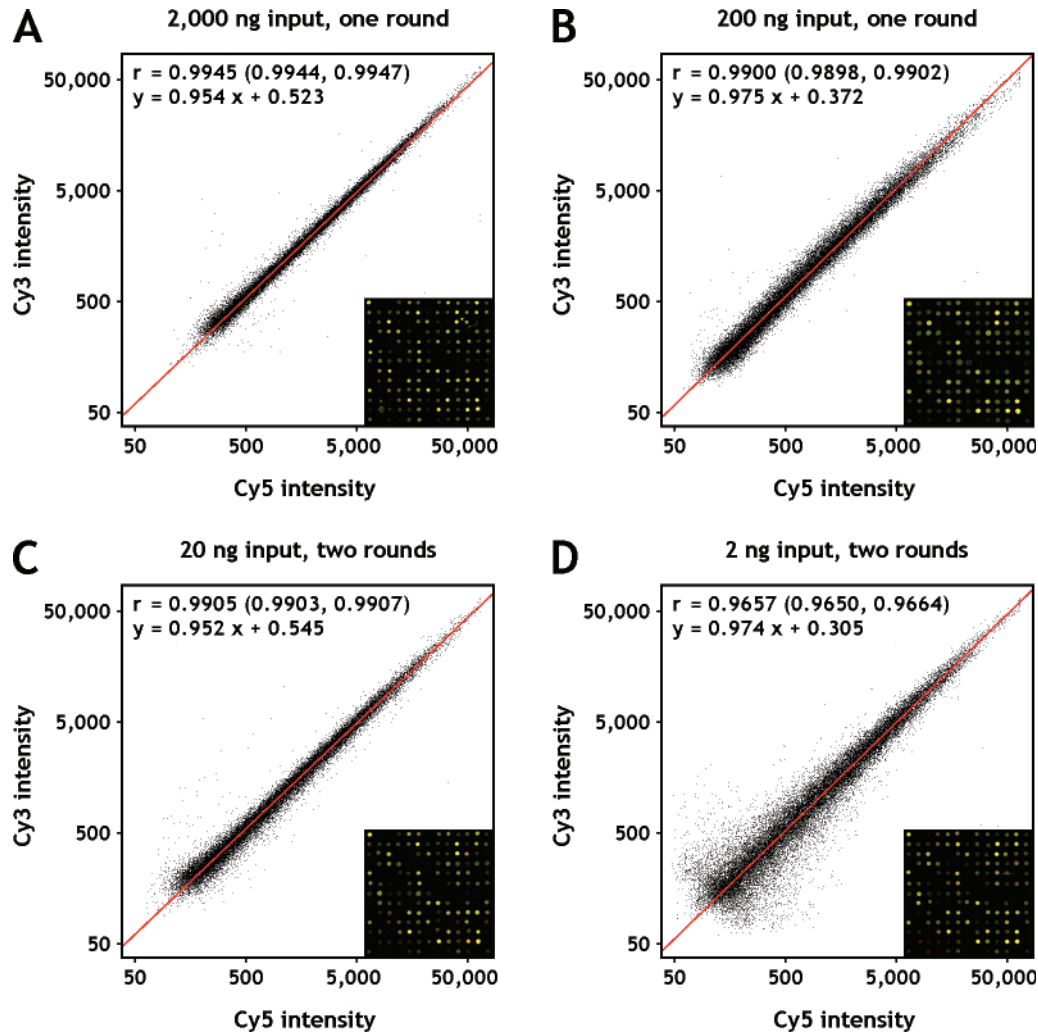 A
2,000 ng input, one round
r = 0.9945 (0.9944, 0.9947)
y = 0.954 x + 0.523
50,000
5,000
500
50
Cy3 intensity
50 500 5,000 50,000
Cy5 intensity
B
200 ng input, one round
r = 0.9900 (0.9898, 0.9902)
y = 0.975 x + 0.372
50,000
5,000
500
50
Cy3 intensity
50 500 5,000 50,000
Cy5 intensity
C
20 ng input, two rounds
r = 0.9905 (0.9903, 0.9907)
y = 0.952 x + 0.545
50,000
5,000
500
50
Cy3 intensity
50 500 5,000 50,000
Cy5 intensity
D
2 ng input, two rounds
r = 0.9657 (0.9650, 0.9664)
y = 0.974 x + 0.305
50,000
5,000
500
50
Cy3 intensity
50 500 5,000 50,000
Cy5 intensity